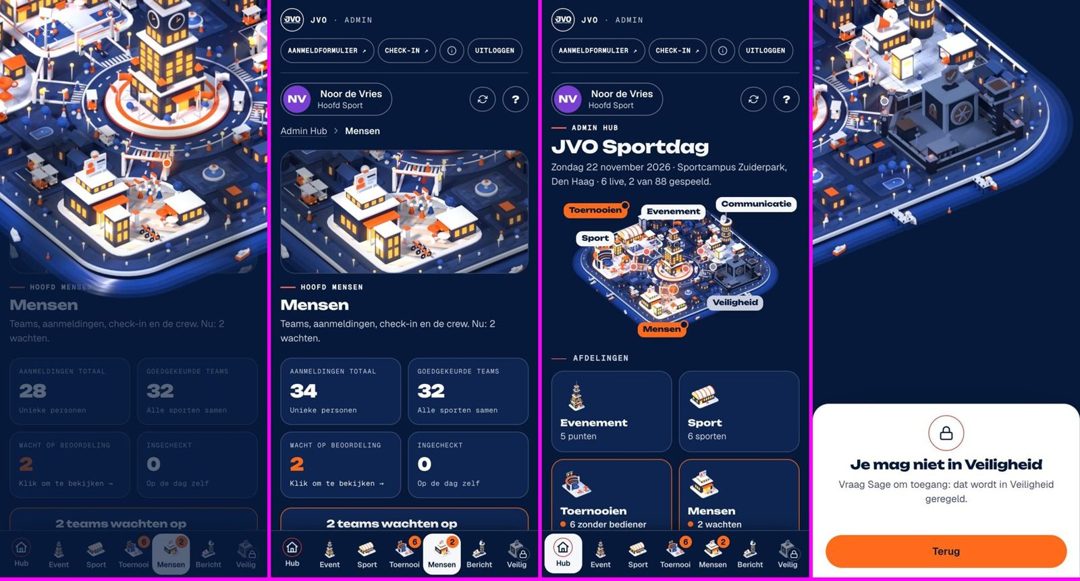 HOOFD MENSEN
Mensen
Teams, aanmeldingen, check-in en de crew. Nu: 2
wachten.
AANMELDINGEN TOTAAL
28
Unieke personen
GOEDGEKEURDE TEAMS
32
Alle sporten samen
WACHT OP BEOORDELING
2
Klik om te bekijken →
INGECHECKT
0
Op de dag zelf
2 teams wachten op
Hub
Event
Sport
6
Toernooi
2
Mensen
Bericht
Veilig
JVO
JVO · ADMIN
AANMELDFORMULIER ↗
CHECK-IN ↗
UITLOGGEN
NV
Noor de Vries
Hoofd Sport
?
Admin Hub > Mensen
HOOFD MENSEN
Mensen
Teams, aanmeldingen, check-in en de crew. Nu: 2
wachten.
AANMELDINGEN TOTAAL
34
Unieke personen
GOEDGEKEURDE TEAMS
32
Alle sporten samen
WACHT OP BEOORDELING
2
Klik om te bekijken →
INGECHECKT
0
Op de dag zelf
2 teams wachten op
Hub
Event
Sport
6
Toernooi
2
Mensen
Bericht
Veilig
JVO
JVO · ADMIN
AANMELDFORMULIER ↗
CHECK-IN ↗
UITLOGGEN
NV
Noor de Vries
Hoofd Sport
?
ADMIN HUB
JVO Sportdag
Zondag 22 november 2026 · Sportcampus Zuiderpark,
Den Haag · 6 live, 2 van 88 gespeeld.
Communicatie
Toernooien
Evenement
Sport
Veiligheid
Mensen
AFDELINGEN
Evenement
5 punten
Sport
6 sporten
Toernooien
6 zonder bediener
Mensen
2 wachten
Hub
Event
Sport
6
Toernooi
2
Mensen
Bericht
Veilig
Je mag niet in Veiligheid
Vraag Sage om toegang: dat wordt in Veiligheid
geregeld.
Terug